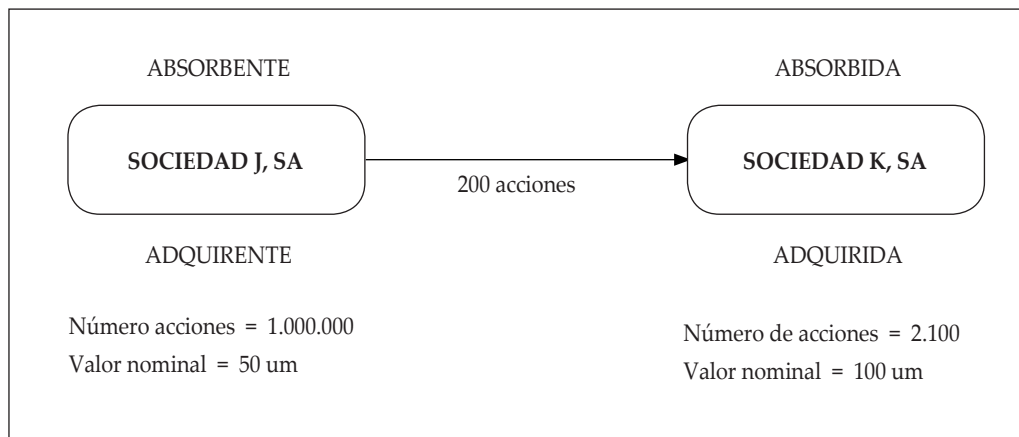 ABSORBENTE
ABSORBIDA
SOCIEDAD J, SA
SOCIEDAD K, SA
200 acciones
ADQUIRENTE
ADQUIRIDA
Número acciones = 1.000.000
Valor nominal = 50 um
Número de acciones = 2.100
Valor nominal = 100 um